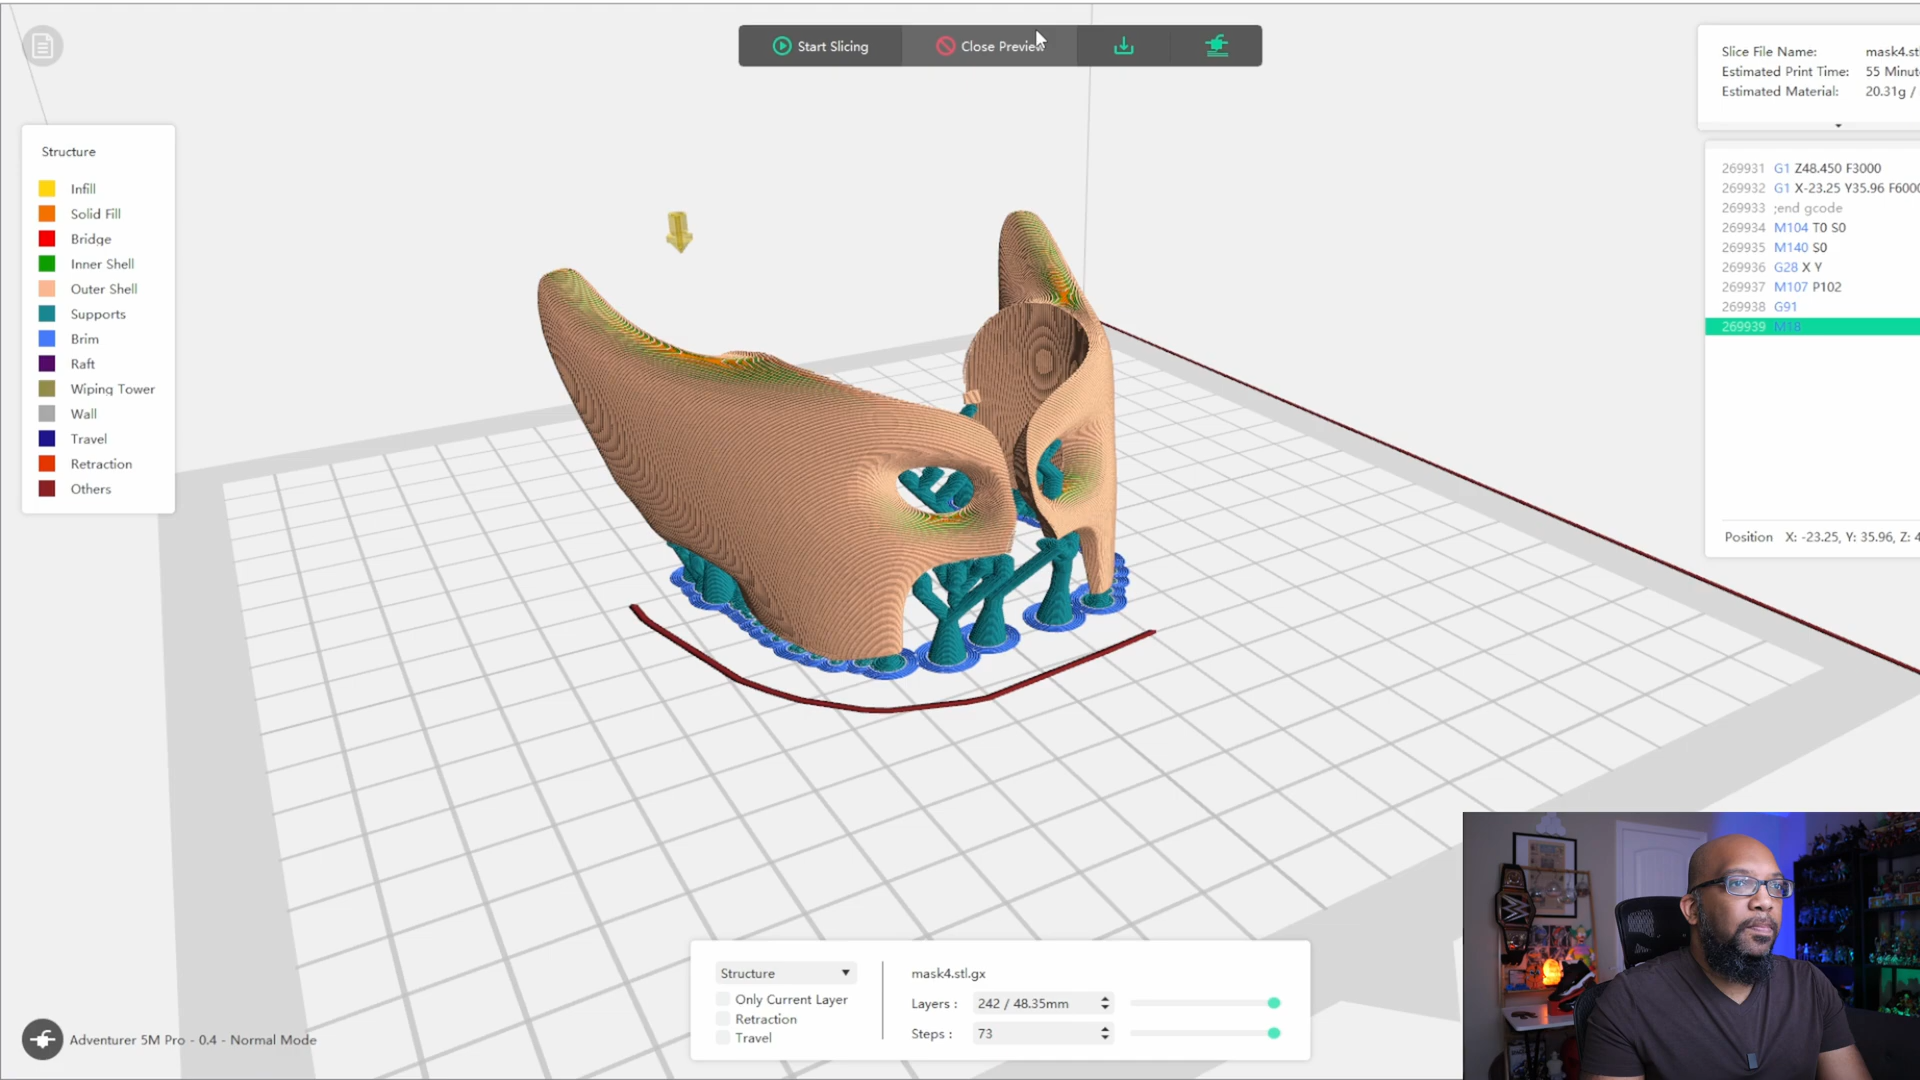 Start Slicing
Close Preview
Slice File Name: mask4.st
Estimated Print Time: 55 Minut
Estimated Material: 20.31g /
Structure
Infill
Solid Fill
Bridge
Inner Shell
Outer Shell
Supports
Brim
Raft
Wiping Tower
Wall
Travel
Retraction
Others
269931 G1 Z48.450 F3000
269932 G1 X-23.25 Y35.96 F6000
269933 ;end gcode
269934 M104 T0 S0
269935 M140 S0
269936 G28 X Y
269937 M107 P102
269938 G91
269939 M18
Position X: -23.25, Y: 35.96, Z: 4
Structure
Only Current Layer
Retraction
Travel
mask4.stl.gx
Layers : 242 / 48.35mm
Steps : 73
Adventurer 5M Pro - 0.4 - Normal Mode